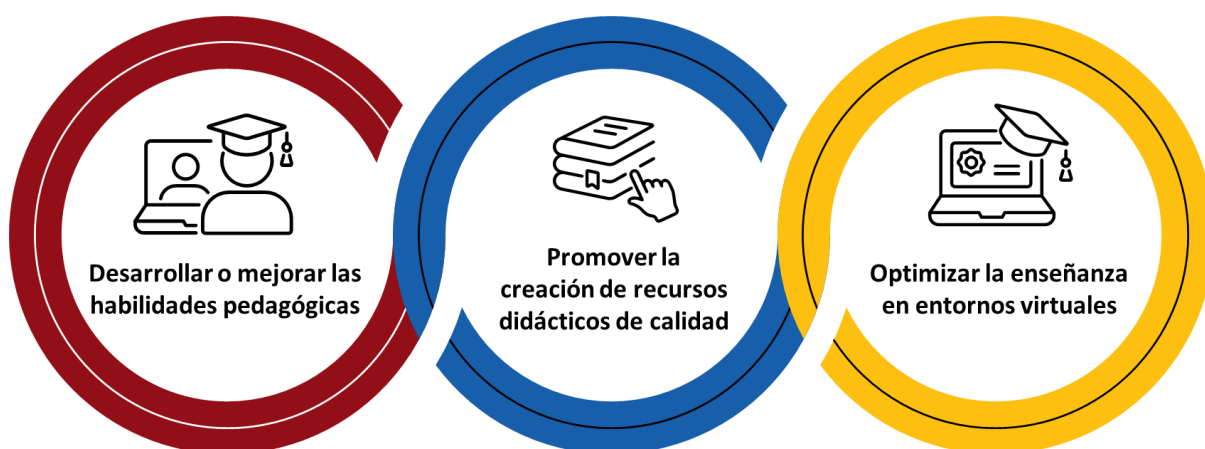 Desarrollar o mejorar las
habilidades pedagógicas
Promover la
creación de recursos
didácticos de calidad
Optimizar la enseñanza
en entornos virtuales